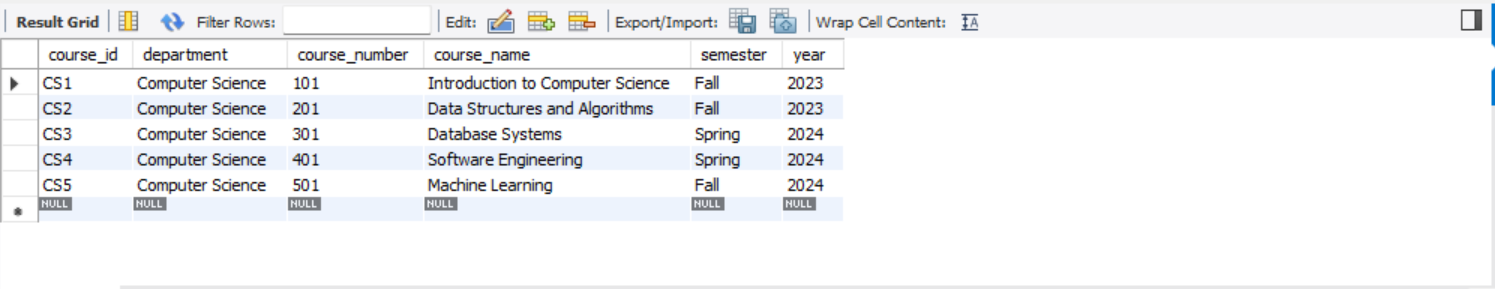 Result Grid Filter Rows: Edit: Export/Import: Wrap Cell Content: IA
course_id department course_number course_name semester year
CS1 Computer Science 101 Introduction to Computer Science Fall 2023
CS2 Computer Science 201 Data Structures and Algorithms Fall 2023
CS3 Computer Science 301 Database Systems Spring 2024
CS4 Computer Science 401 Software Engineering Spring 2024
CS5 Computer Science 501 Machine Learning Fall 2024
NULL NULL NULL NULL NULL NULL